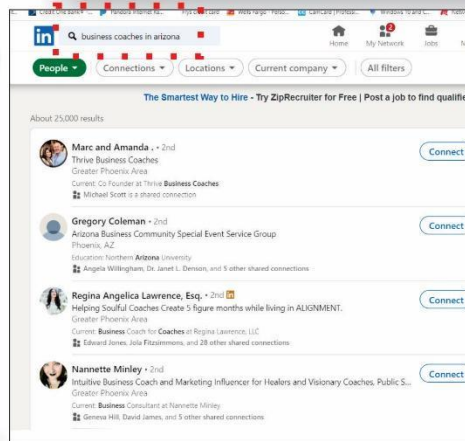 in
business coaches in arizona
Home
My Network
Jobs
People
Connections
Locations
Current company
All filters
The Smartest Way to Hire - Try ZipRecruiter for Free | Post a job to find qualifie
About 25,000 results
Marc and Amanda . • 2nd
Thrive Business Coaches
Greater Phoenix Area
Current: Co Founder at Thrive Business Coaches
Michael Scott is a shared connection
Connect
Gregory Coleman • 2nd
Arizona Business Community Special Event Service Group
Phoenix, AZ
Education: Northern Arizona University
Angela Willingham, Dr. Janet L. Denson, and 5 other shared connections
Connect
Regina Angelica Lawrence, Esq. • 2nd in
Helping Soulful Coaches Create 5 figure months while living in ALIGNMENT.
Greater Phoenix Area
Current: Business Coach for Coaches at Regina Lawrence, LLC
Edward Jones, Jola Fitzsimmons, and 28 other shared connections
Connect
Nannette Minley • 2nd
Intuitive Business Coach and Marketing Influencer for Healers and Visionary Coaches, Public S...
Greater Phoenix Area
Current: Business Consultant at Nannette Minley
Geneva Hill, David James, and 5 other shared connections
Connect